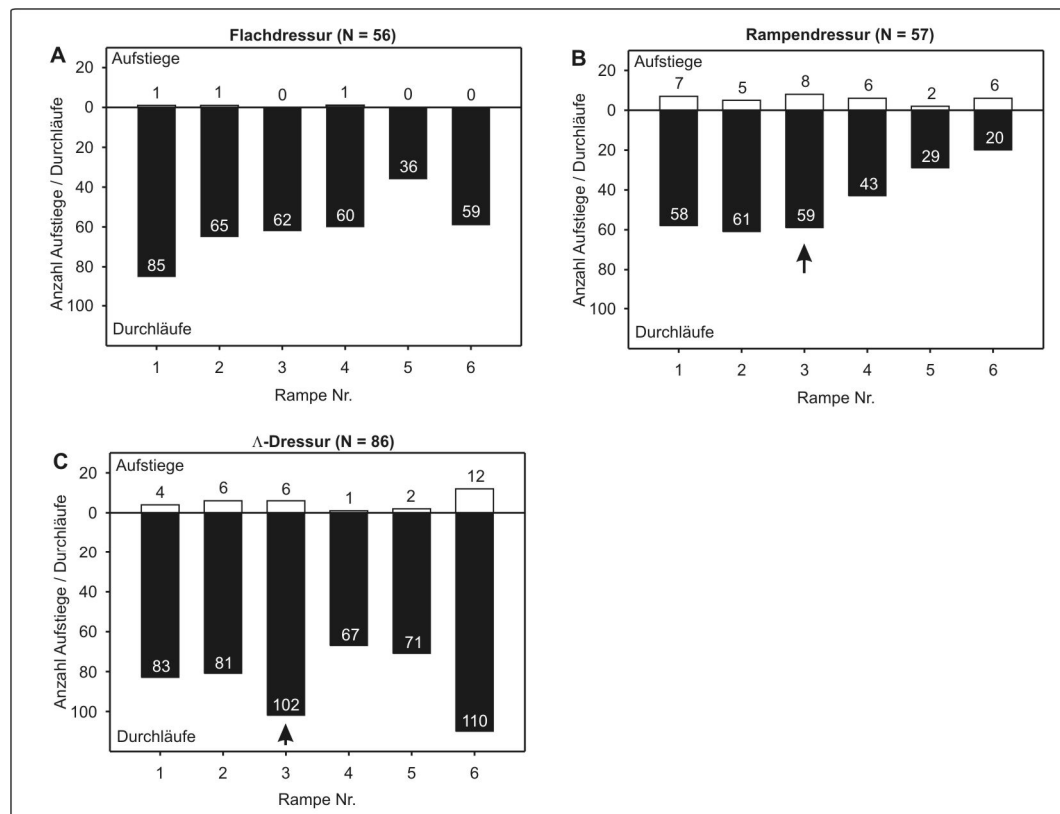 A
Flachdressur (N = 56)
Aufstiege
20
0
20
40
60
80
100
Anzahl Aufstiege / Durchläufe
1 1 0 1 0 0
85 65 62 60 36 59
Durchläufe
1 2 3 4 5 6
Rampe Nr.
B
Rampendressur (N = 57)
Aufstiege
20
0
20
40
60
80
100
Anzahl Aufstiege / Durchläufe
7 5 8 6 2 6
58 61 59 43 29 20
Durchläufe
1 2 3 4 5 6
Rampe Nr.
C
Λ-Dressur (N = 86)
Aufstiege
20
0
20
40
60
80
100
Anzahl Aufstiege / Durchläufe
4 6 6 1 2 12
83 81 102 67 71 110
Durchläufe
1 2 3 4 5 6
Rampe Nr.